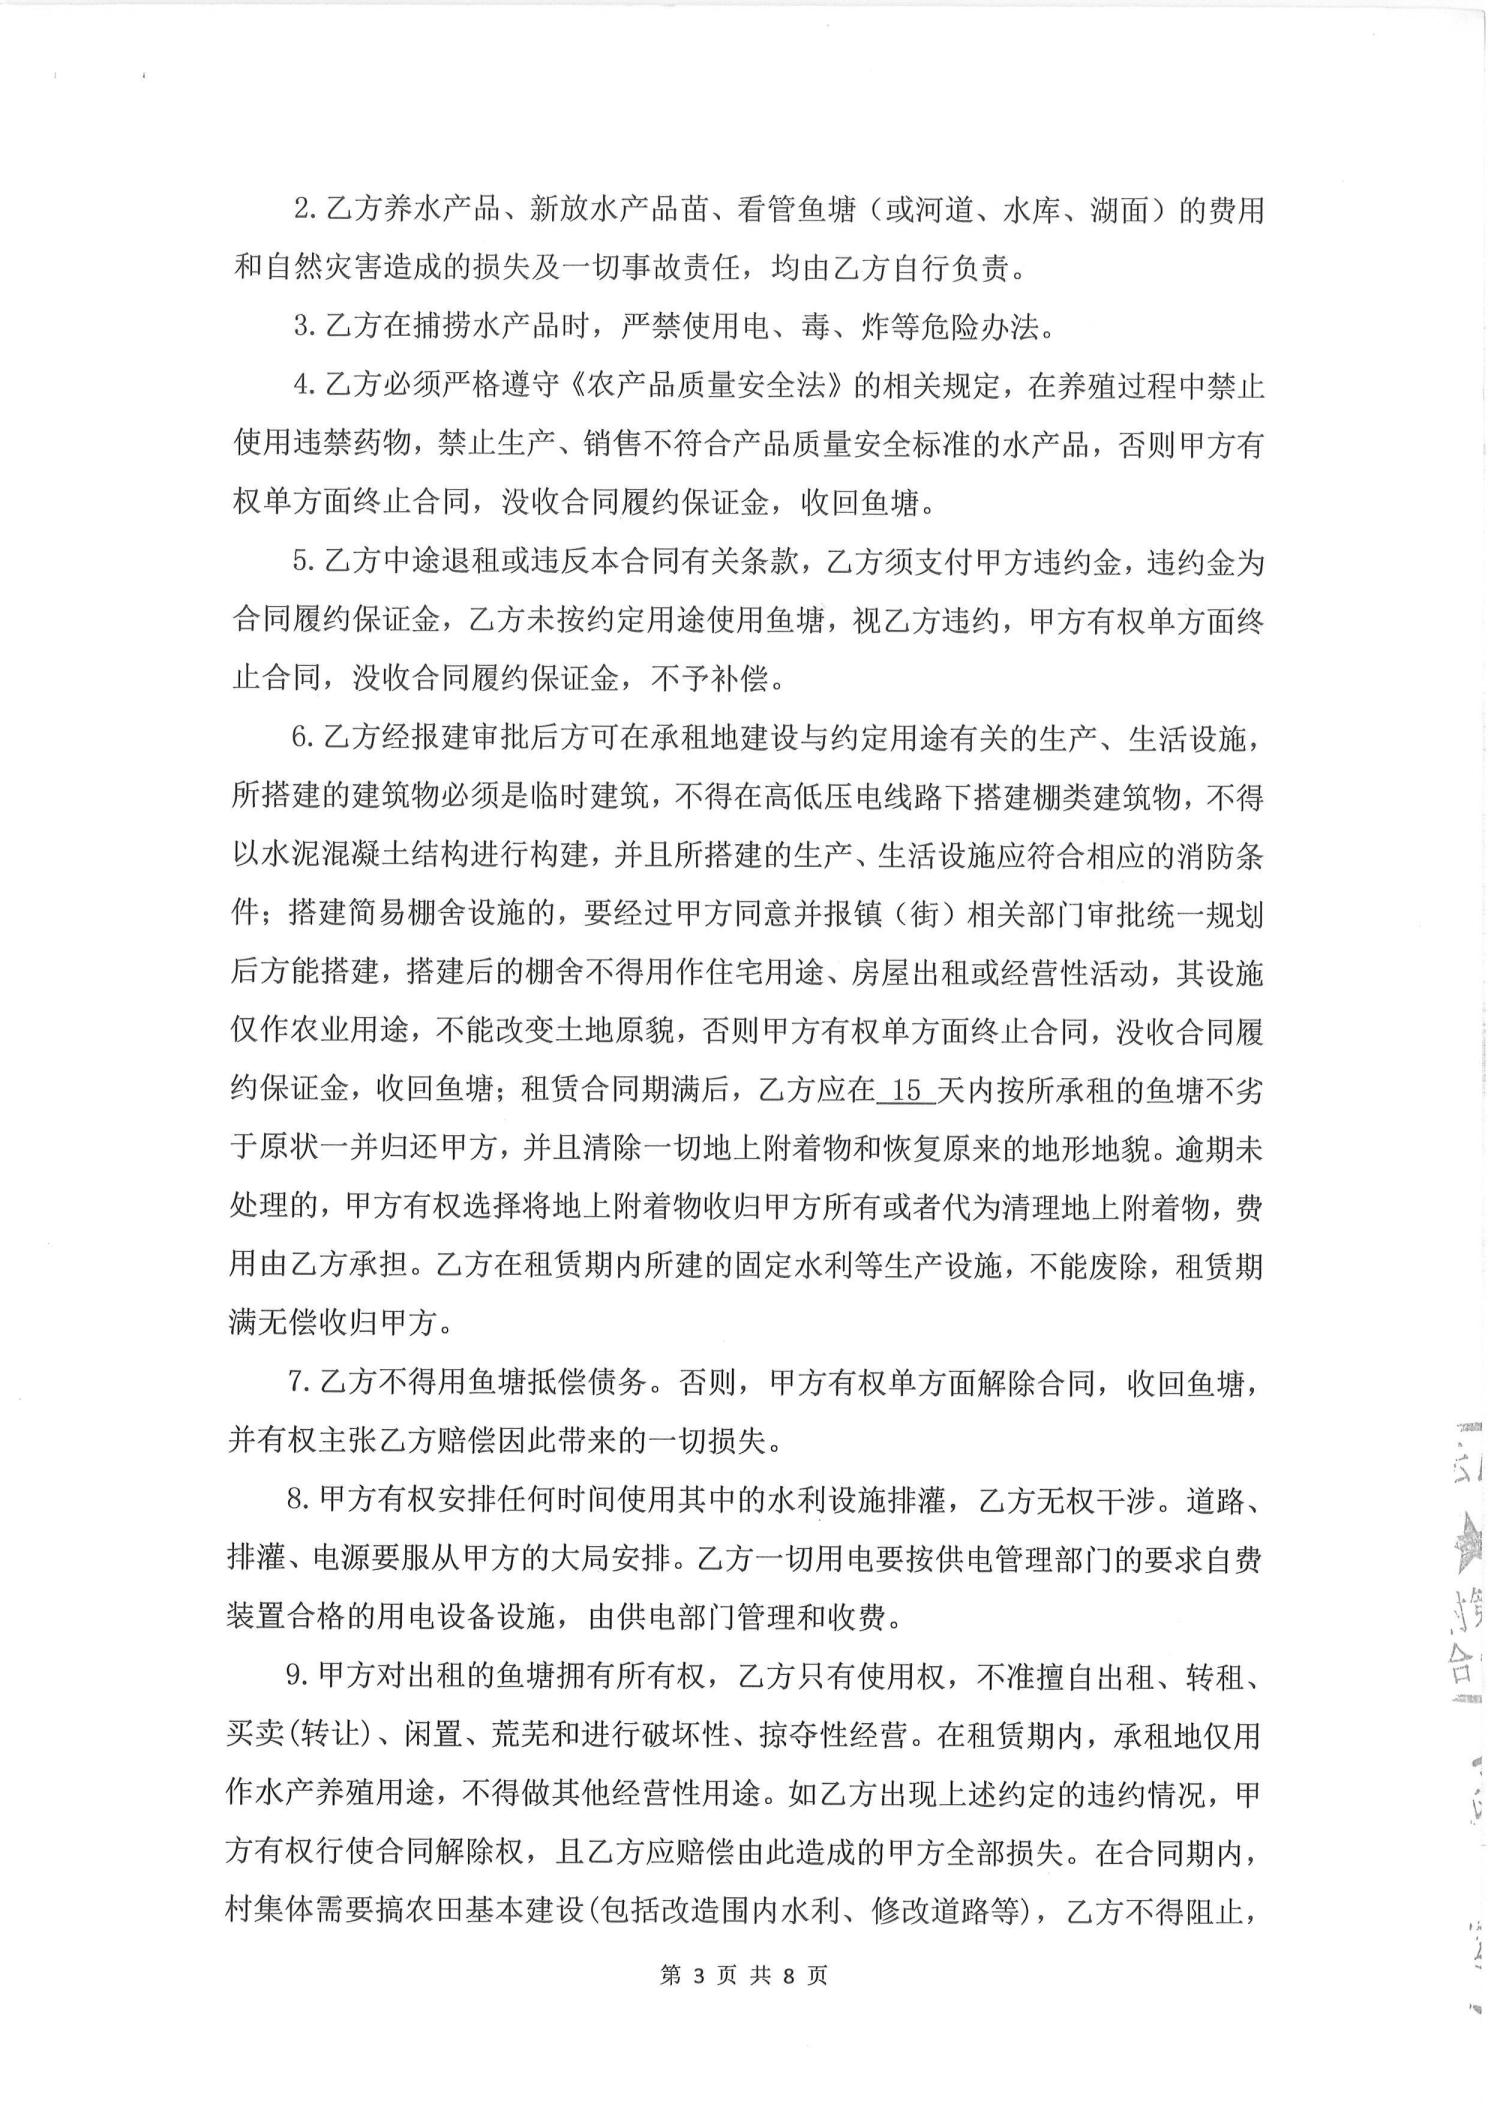 2.乙方养水产品、新放水产品苗、看管鱼塘（或河道、水库、湖面）的费用
和自然灾害造成的损失及一切事故责任，均由乙方自行负责。
3.乙方在捕捞水产品时，严禁使用电、毒、炸等危险办法。
4.乙方必须严格遵守《农产品质量安全法》的相关规定，在养殖过程中禁止
使用违禁药物，禁止生产、销售不符合产品质量安全标准的水产品，否则甲方有
权单方面终止合同，没收合同履约保证金，收回鱼塘。
5.乙方中途退租或违反本合同有关条款，乙方须支付甲方违约金，违约金为
合同履约保证金，乙方未按约定用途使用鱼塘，视乙方违约，甲方有权单方面终
止合同，没收合同履约保证金，不予补偿。
6.乙方经报建审批后方可在承租地建设与约定用途有关的生产、生活设施，
所搭建的建筑物必须是临时建筑，不得在高低压电线路下搭建棚类建筑物，不得
以水泥混凝土结构进行构建，并且所搭建的生产、生活设施应符合相应的消防条
件；搭建简易棚舍设施的，要经过甲方同意并报镇（街）相关部门审批统一规划
后方能搭建，搭建后的棚舍不得用作住宅用途、房屋出租或经营性活动，其设施
仅作农业用途，不能改变土地原貌，否则甲方有权单方面终止合同，没收合同履
约保证金，收回鱼塘；租赁合同期满后，乙方应在 15 天内按所承租的鱼塘不劣
于原状一并归还甲方，并且清除一切地上附着物和恢复原来的地形地貌。逾期未
处理的，甲方有权选择将地上附着物收归甲方所有或者代为清理地上附着物，费
用由乙方承担。乙方在租赁期内所建的固定水利等生产设施，不能废除，租赁期
满无偿收归甲方。
7.乙方不得用鱼塘抵偿债务。否则，甲方有权单方面解除合同，收回鱼塘，
并有权主张乙方赔偿因此带来的一切损失。
8.甲方有权安排任何时间使用其中的水利设施排灌，乙方无权干涉。道路、
排灌、电源要服从甲方的大局安排。乙方一切用电要按供电管理部门的要求自费
装置合格的用电设备设施，由供电部门管理和收费。
9.甲方对出租的鱼塘拥有所有权，乙方只有使用权，不准擅自出租、转租、
买卖(转让)、闲置、荒芜和进行破坏性、掠夺性经营。在租赁期内，承租地仅用
作水产养殖用途，不得做其他经营性用途。如乙方出现上述约定的违约情况，甲
方有权行使合同解除权，且乙方应赔偿由此造成的甲方全部损失。在合同期内，
村集体需要搞农田基本建设(包括改造围内水利、修改道路等)，乙方不得阻止，
第 3 页 共 8 页